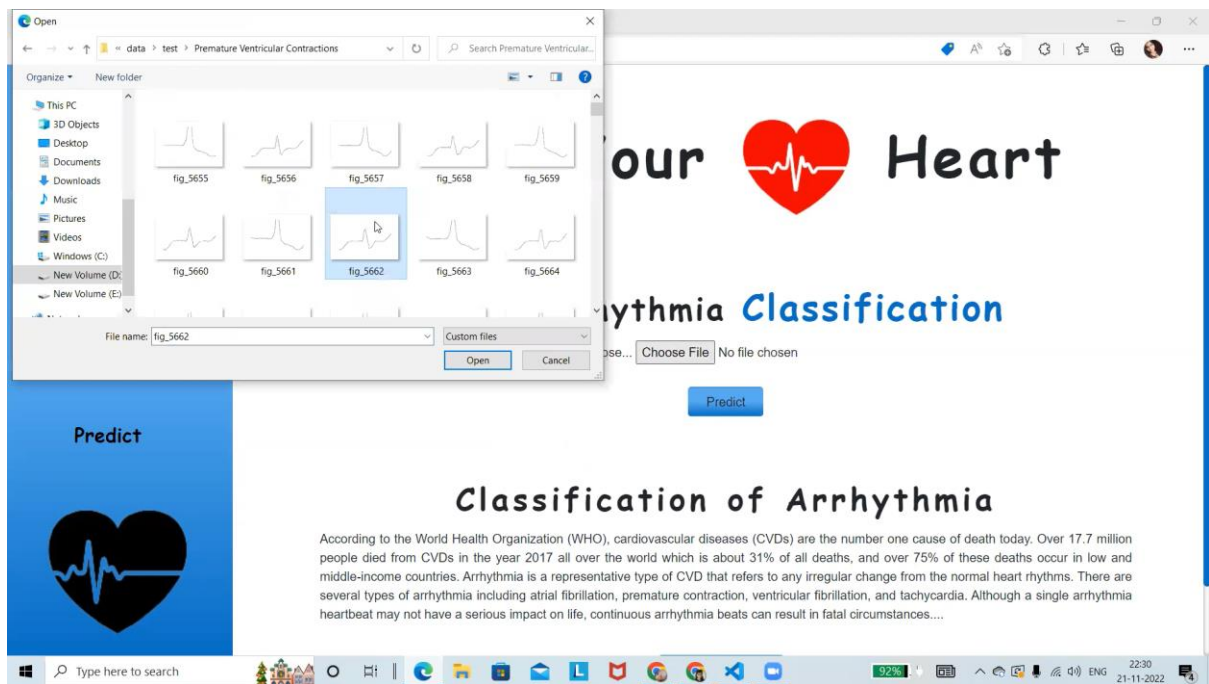 Open
data > test > Premature Ventricular Contractions
Search Premature Ventricular...
Organize
New folder
This PC
3D Objects
Desktop
Documents
Downloads
Music
Pictures
Videos
Windows (C:)
New Volume (D:
New Volume (E:)
fig_5655
fig_5656
fig_5657
fig_5658
fig_5659
fig_5660
fig_5661
fig_5662
fig_5663
fig_5664
File name: fig_5662
Custom files
Open
Cancel
our Heart
ythmia Classification
ose... Choose File No file chosen
Predict
Predict
Classification of Arrhythmia
According to the World Health Organization (WHO), cardiovascular diseases (CVDs) are the number one cause of death today. Over 17.7 million
people died from CVDs in the year 2017 all over the world which is about 31% of all deaths, and over 75% of these deaths occur in low and
middle-income countries. Arrhythmia is a representative type of CVD that refers to any irregular change from the normal heart rhythms. There are
several types of arrhythmia including atrial fibrillation, premature contraction, ventricular fibrillation, and tachycardia. Although a single arrhythmia
heartbeat may not have a serious impact on life, continuous arrhythmia beats can result in fatal circumstances....
Type here to search
92%
ENG
22:30
21-11-2022